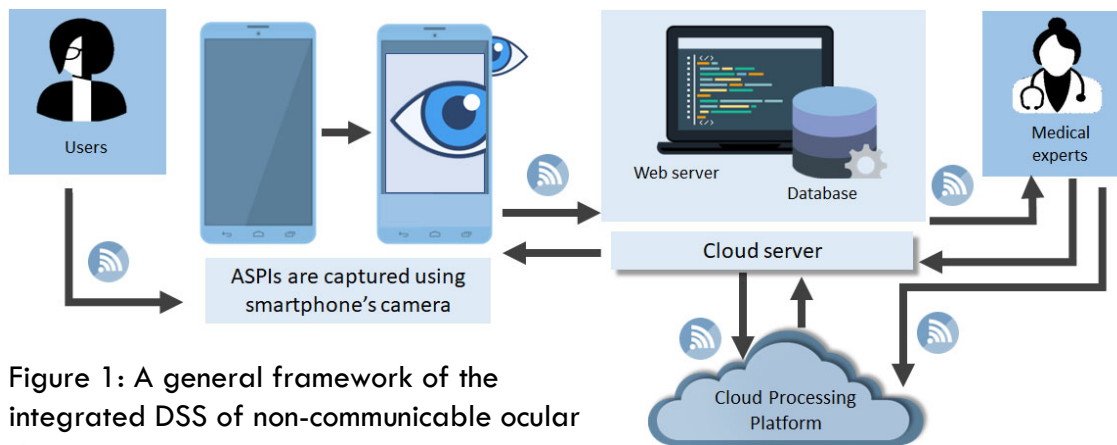 Users
ASPIs are captured using
smartphone's camera
Web server
Database
Cloud server
Medical
experts
Cloud Processing
Platform
Figure 1: A general framework of the
integrated DSS of non-communicable ocular